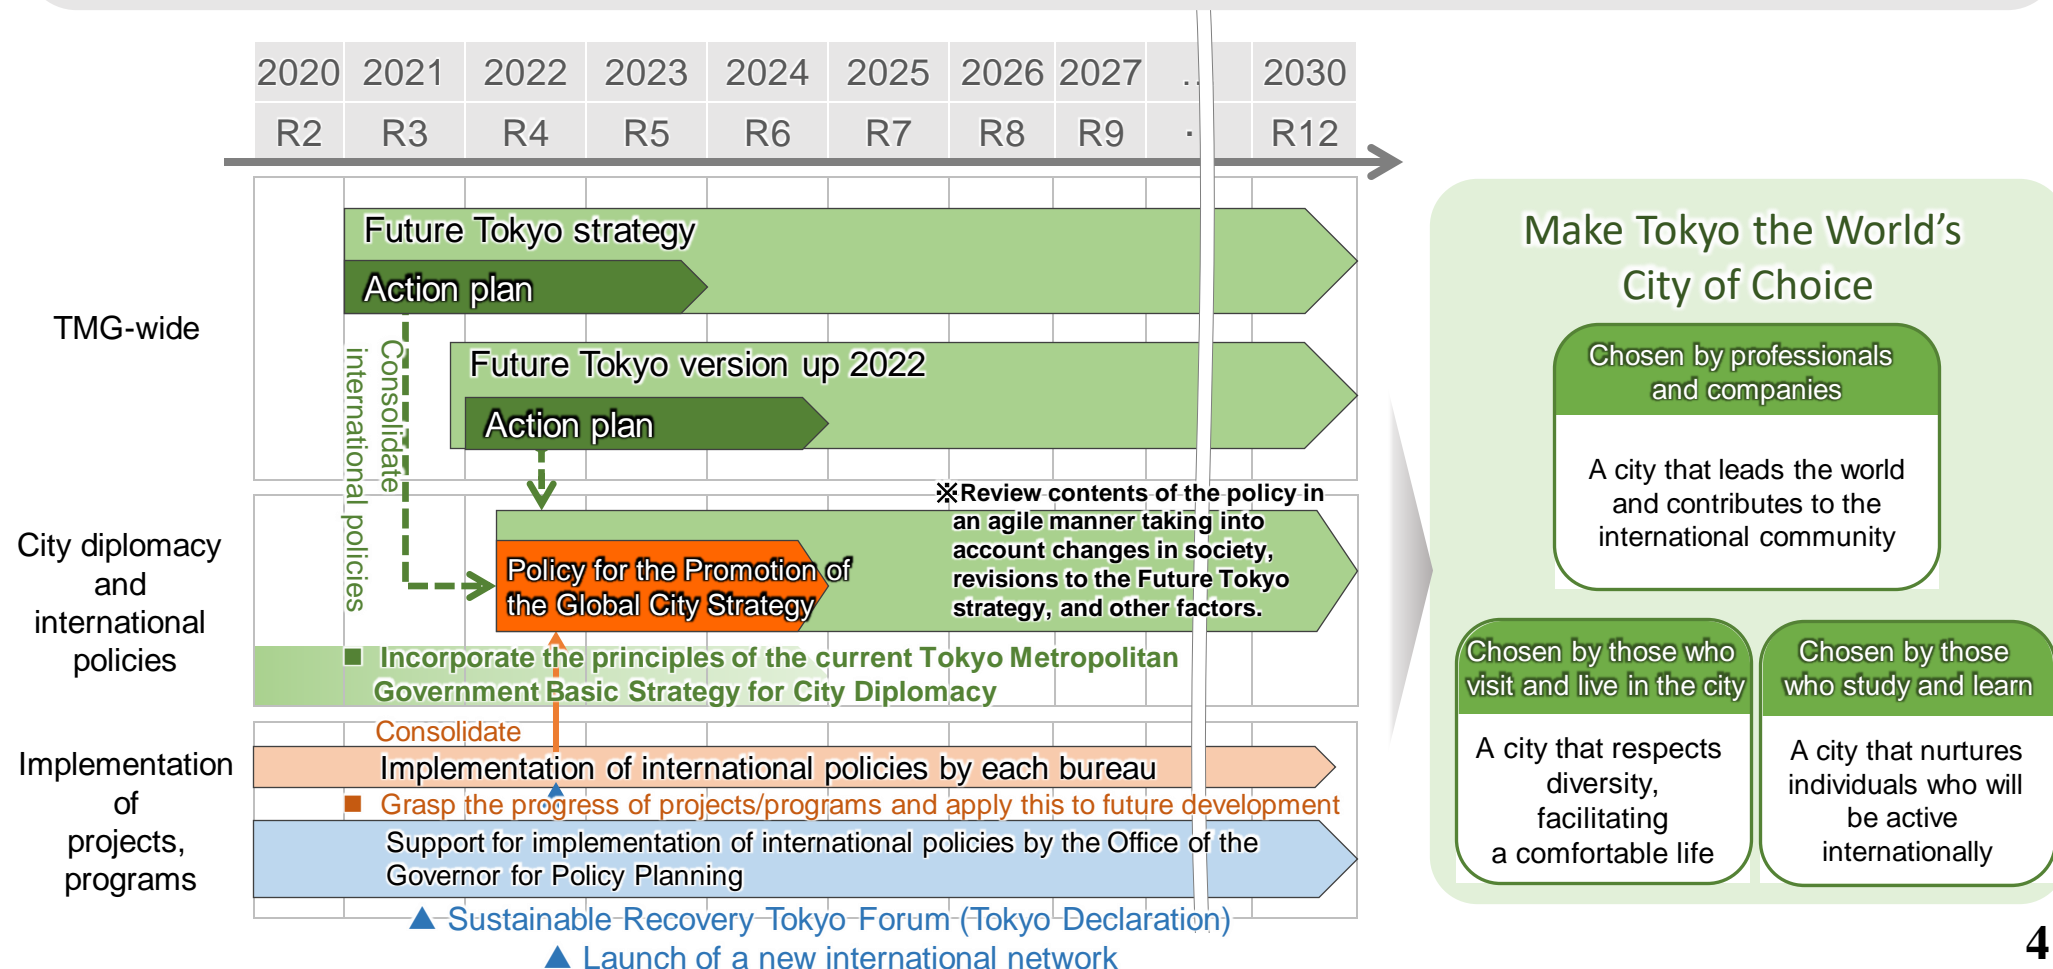 2020 2021 2022 2023 2024 2025 2026 2027 .. 2030
R2 R3 R4 R5 R6 R7 R8 R9 · R12
TMG-wide
Future Tokyo strategy
Action plan
Consolidate
international policies
Future Tokyo version up 2022
Action plan
City diplomacy
and
international
policies
※Review contents of the policy in
an agile manner taking into
account changes in society,
revisions to the Future Tokyo
strategy, and other factors.
Policy for the Promotion of
the Global City Strategy
■ Incorporate the principles of the current Tokyo Metropolitan
Government Basic Strategy for City Diplomacy
Implementation
of
projects,
programs
Consolidate
Implementation of international policies by each bureau
■ Grasp the progress of projects/programs and apply this to future development
Support for implementation of international policies by the Office of the
Governor for Policy Planning
▲ Sustainable Recovery Tokyo Forum (Tokyo Declaration)
▲ Launch of a new international network
Make Tokyo the World’s
City of Choice
Chosen by professionals
and companies
A city that leads the world
and contributes to the
international community
Chosen by those who
visit and live in the city
A city that respects
diversity,
facilitating
a comfortable life
Chosen by those
who study and learn
A city that nurtures
individuals who will
be active
internationally
4